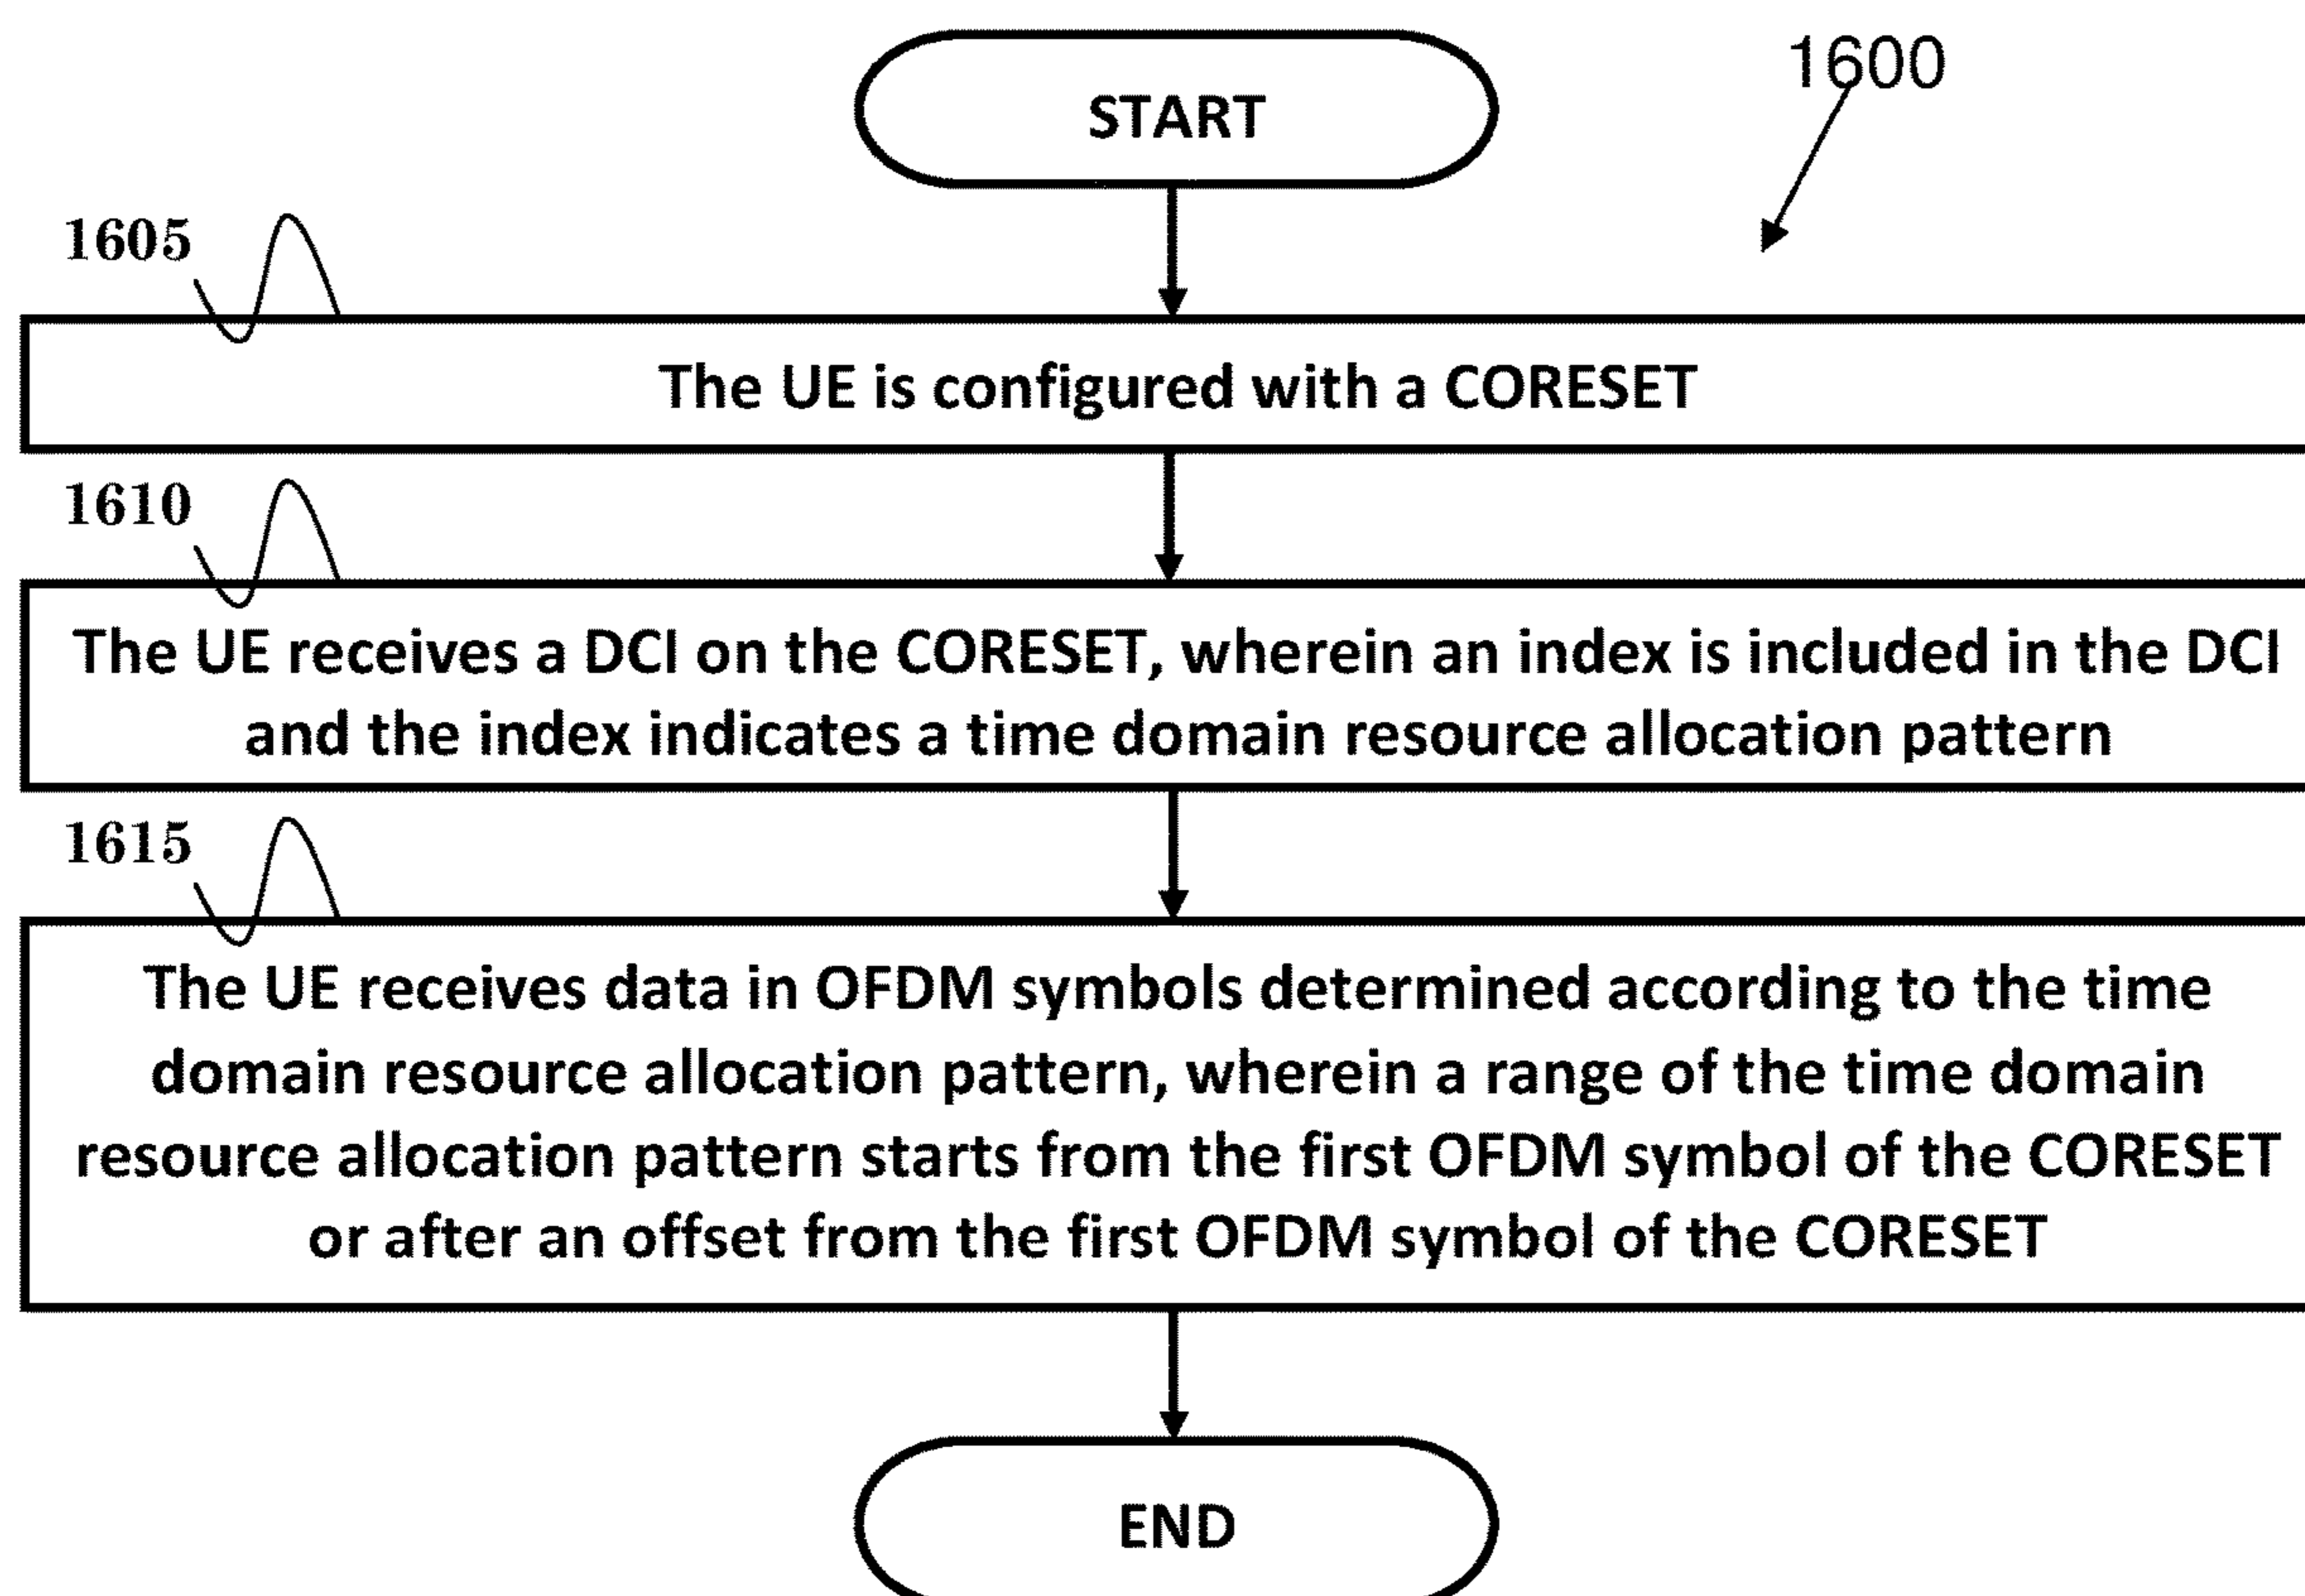 START
1600
1605
The UE is configured with a CORESET
1610
The UE receives a DCI on the CORESET, wherein an index is included in the DCI
and the index indicates a time domain resource allocation pattern
1615
The UE receives data in OFDM symbols determined according to the time
domain resource allocation pattern, wherein a range of the time domain
resource allocation pattern starts from the first OFDM symbol of the CORESET
or after an offset from the first OFDM symbol of the CORESET
END